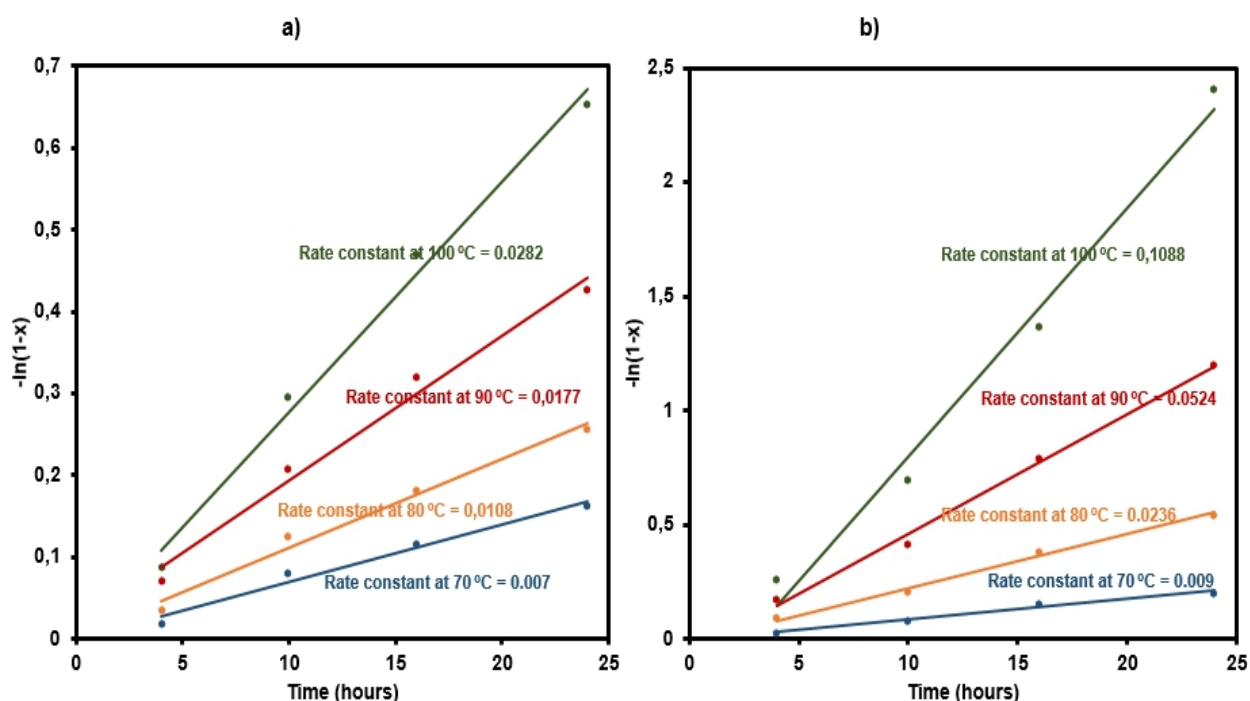 a)
0,7
0,6
0,5
0,4
0,3
0,2
0,1
0
0 5 10 15 20 25
-ln(1-x)
Time (hours)
Rate constant at 100 ºC = 0.0282
Rate constant at 90 ºC = 0,0177
Rate constant at 80 ºC = 0,0108
Rate constant at 70 ºC = 0.007
b)
2,5
2
1,5
1
0,5
0
0 5 10 15 20 25
-ln(1-x)
Time (hours)
Rate constant at 100 ºC = 0,1088
Rate constant at 90 ºC = 0.0524
Rate constant at 80 ºC = 0.0236
Rate constant at 70 ºC = 0.009